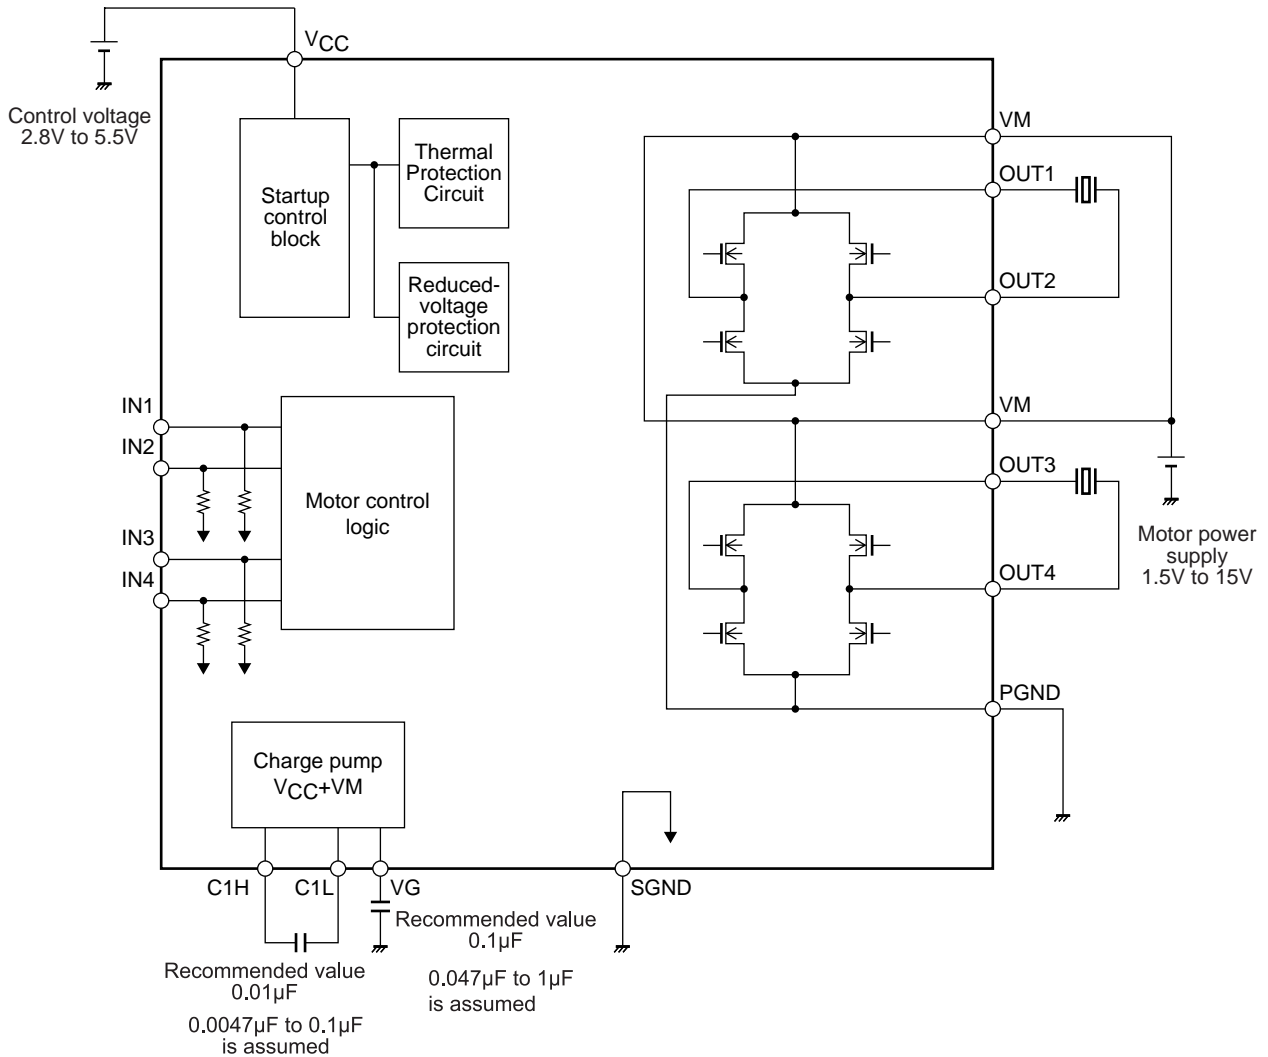 VCC
Control voltage
2.8V to 5.5V
Startup
control
block
Thermal
Protection
Circuit
Reduced-
voltage
protection
circuit
VM
OUT1
OUT2
VM
OUT3
OUT4
Motor power
supply
1.5V to 15V
PGND
IN1
IN2
IN3
IN4
Motor control
logic
Charge pump
VCC+VM
C1H
C1L
VG
SGND
Recommended value
0.1µF
0.047µF to 1µF
is assumed
Recommended value
0.01µF
0.0047µF to 0.1µF
is assumed